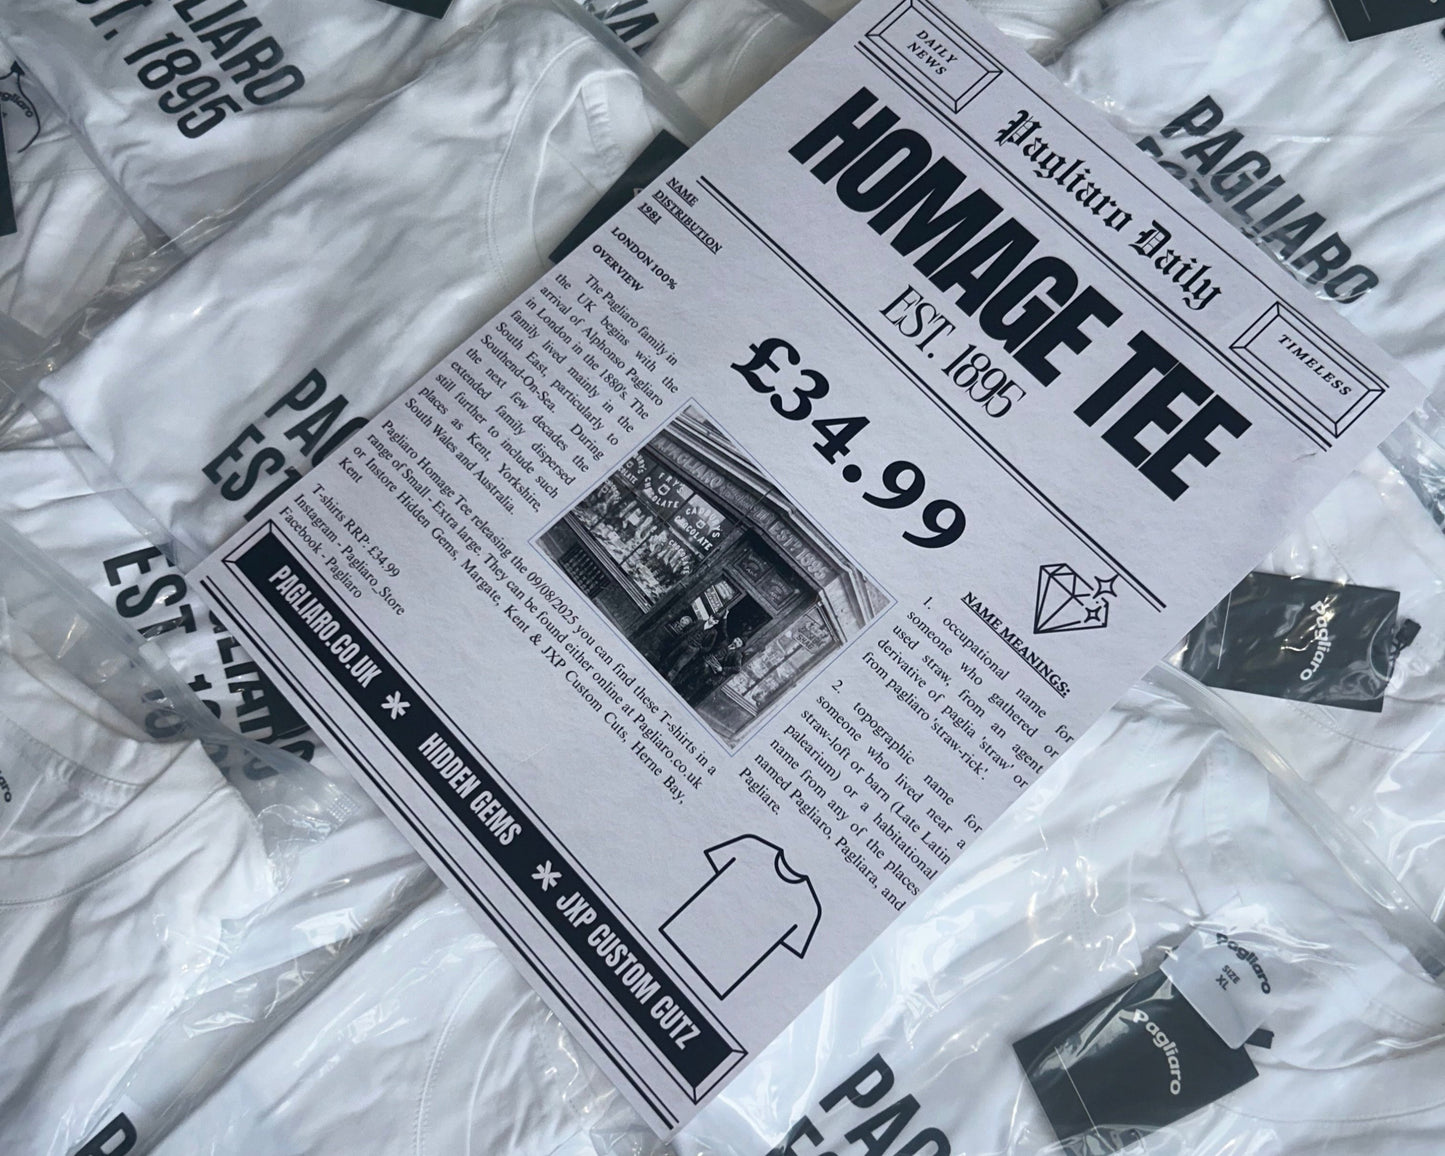 DAILY
NEWS
Pagliaro Daily
TIMELESS
HOMAGE TEE
EST. 1895
NAME
DISTRIBUTION
1981
LONDON 100%
OVERVIEW
The Pagliaro family in
the UK begins with the
arrival of Alphonso Pagliaro
in London in the 1880's. The
family lived mainly in the
South East, particularly to
Southend-On-Sea. During
the next few decades the
extended family dispersed
still further to include such
places as Kent, Yorkshire,
South Wales and Australia.
Pagliaro Homage Tee releasing the 09/08/2025 you can find these T-shirts in a
range of Small - Extra large. They can be found either online at Pagliaro.co.uk
or Instore Hidden Gems, Margate, Kent & JXP Custom Cuts, Herne Bay,
Kent
T-shirts RRP: £34.99
Instagram - Pagliaro_Store
Facebook - Pagliaro
£34.99
A.PAGLIARO
EST. 1895
FRYS
CHOCOLATE
CADBURYS
CHOCOLATE
NAME MEANINGS:
1. occupational name for
someone who gathered or
used straw, from an agent
derivative of paglia 'straw' or
from pagliaro 'straw-rick'.
2. topographic name for
someone who lived near a
straw-loft or barn (Late Latin
palearium) or a habitational
name from any of the places
named Pagliaro, Pagliara, and
Pagliare.
PAGLIARO.CO.UK * HIDDEN GEMS * JXP CUSTOM CUTZ
1895
PAGLIARO
Pagliaro
Pagliaro
SIZE
XL
Pagliaro